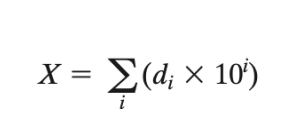 X = ∑(dᵢ × 10ⁱ)
i